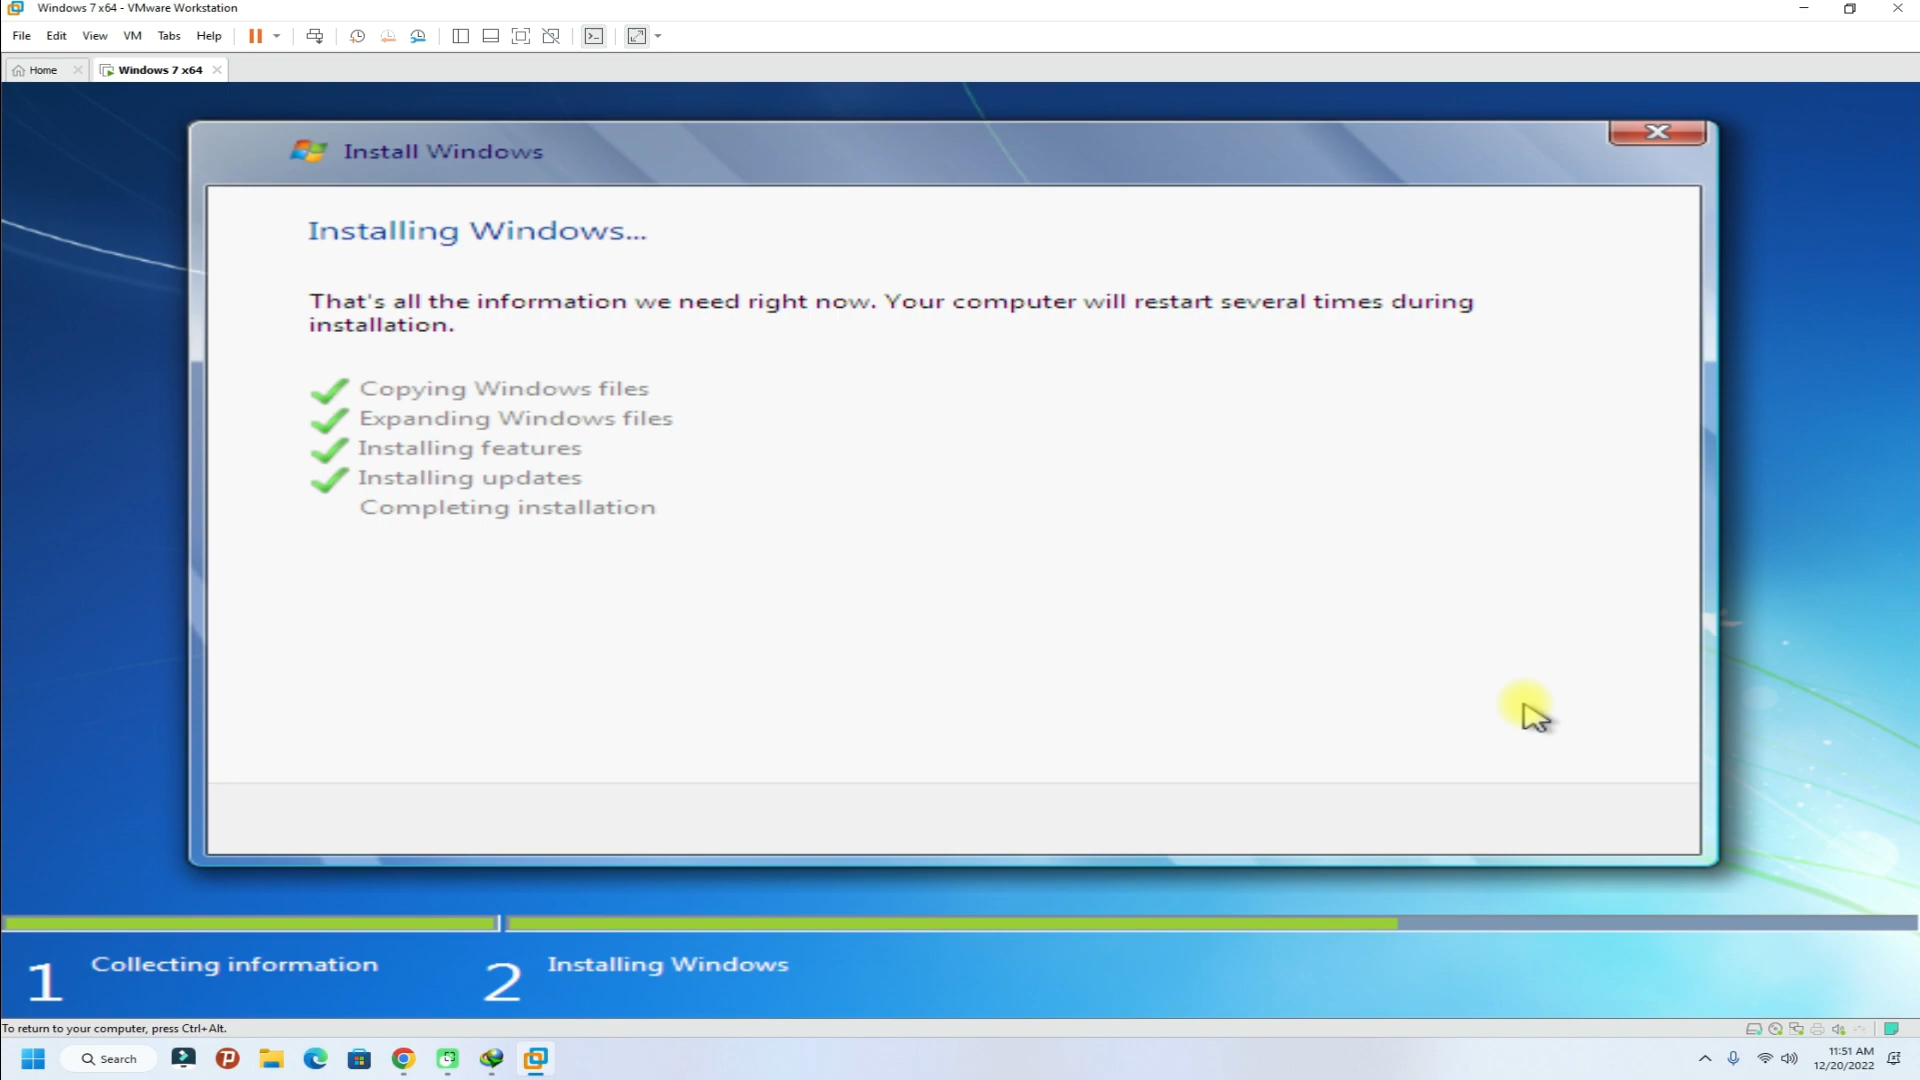 Windows 7 x64 - VMware Workstation
File Edit View VM Tabs Help
Home Windows 7 x64
Install Windows
Installing Windows...
That's all the information we need right now. Your computer will restart several times during
installation.
Copying Windows files
Expanding Windows files
Installing features
Installing updates
Completing installation
1 Collecting information 2 Installing Windows
To return to your computer, press Ctrl+Alt.
Search
11:51 AM
12/20/2022